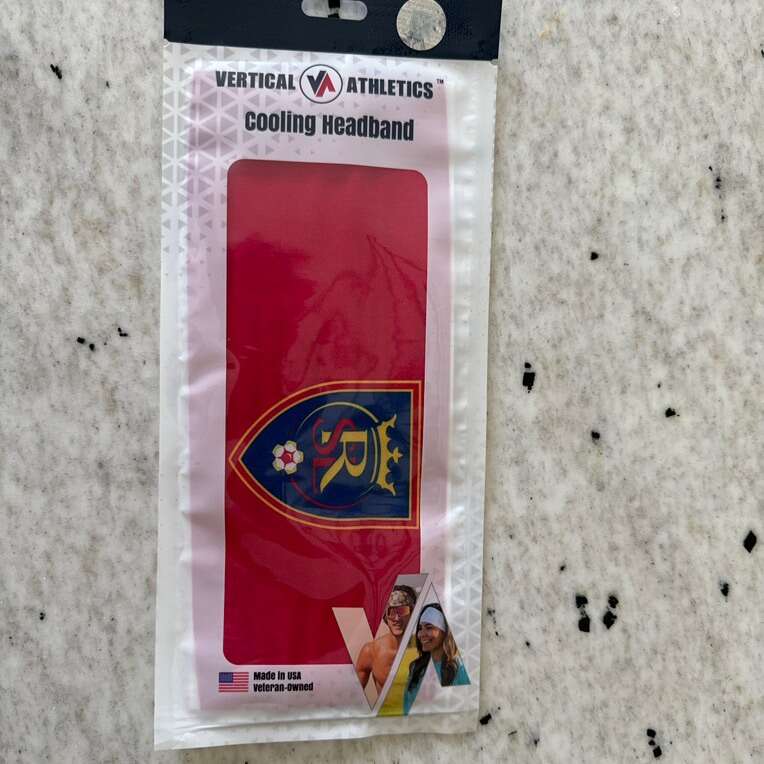 VERTICAL VA ATHLETICS™
Cooling Headband
RSL
Made in USA
Veteran-Owned